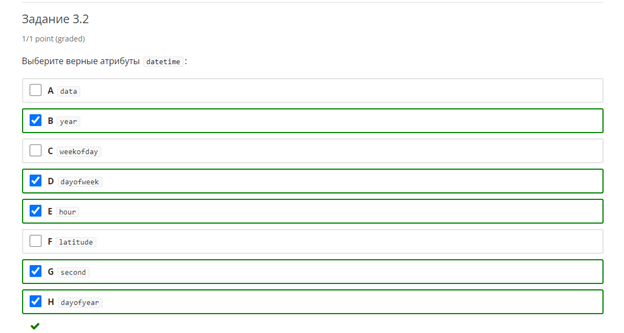 Задание 3.2
1/1 point (graded)
Выберите верные атрибуты datetime :
A data
B year
C weekofday
D dayofweek
E hour
F latitude
G second
H dayofyear